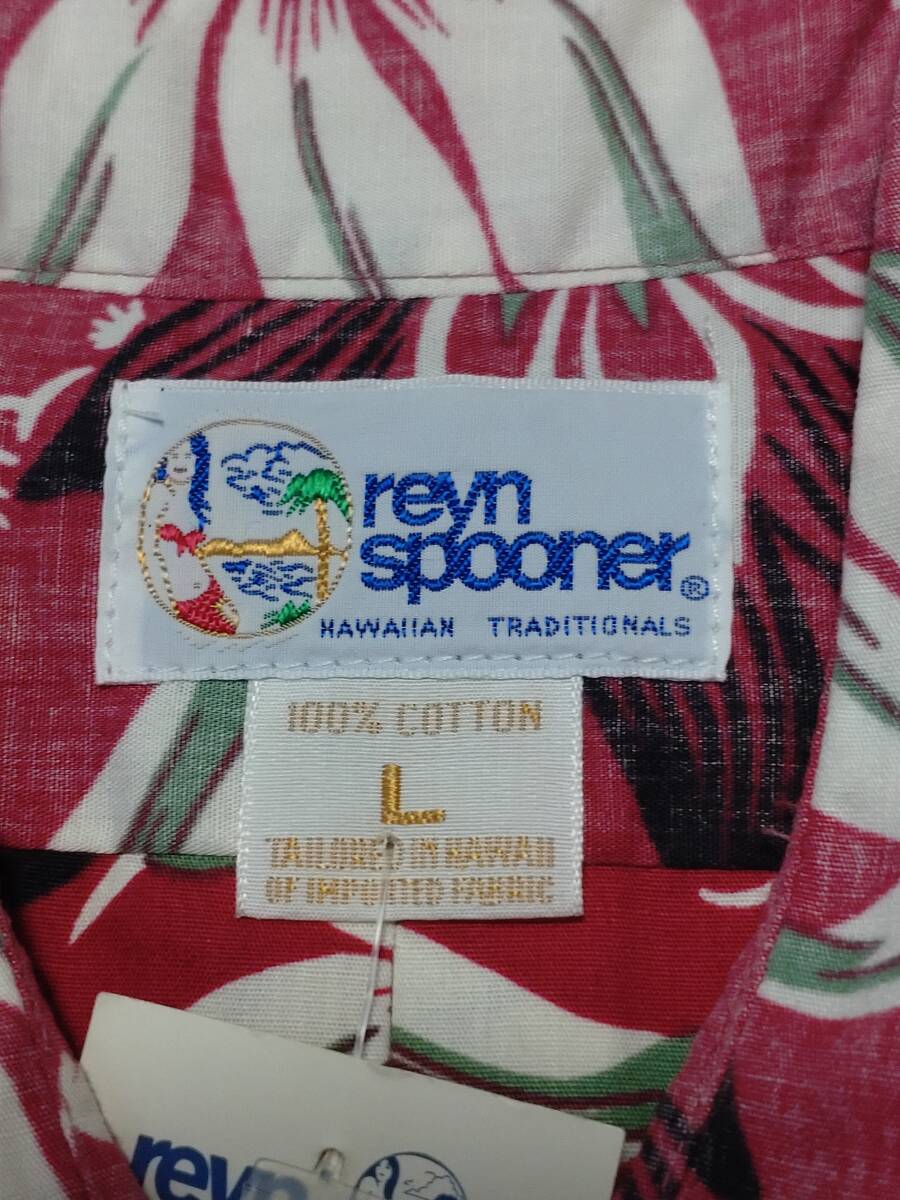 reyn
spooner®
HAWAIIAN TRADITIONALS
100% COTTON
L
TAILORED IN HAWAII
OF IMPORTED FABRIC
reyn